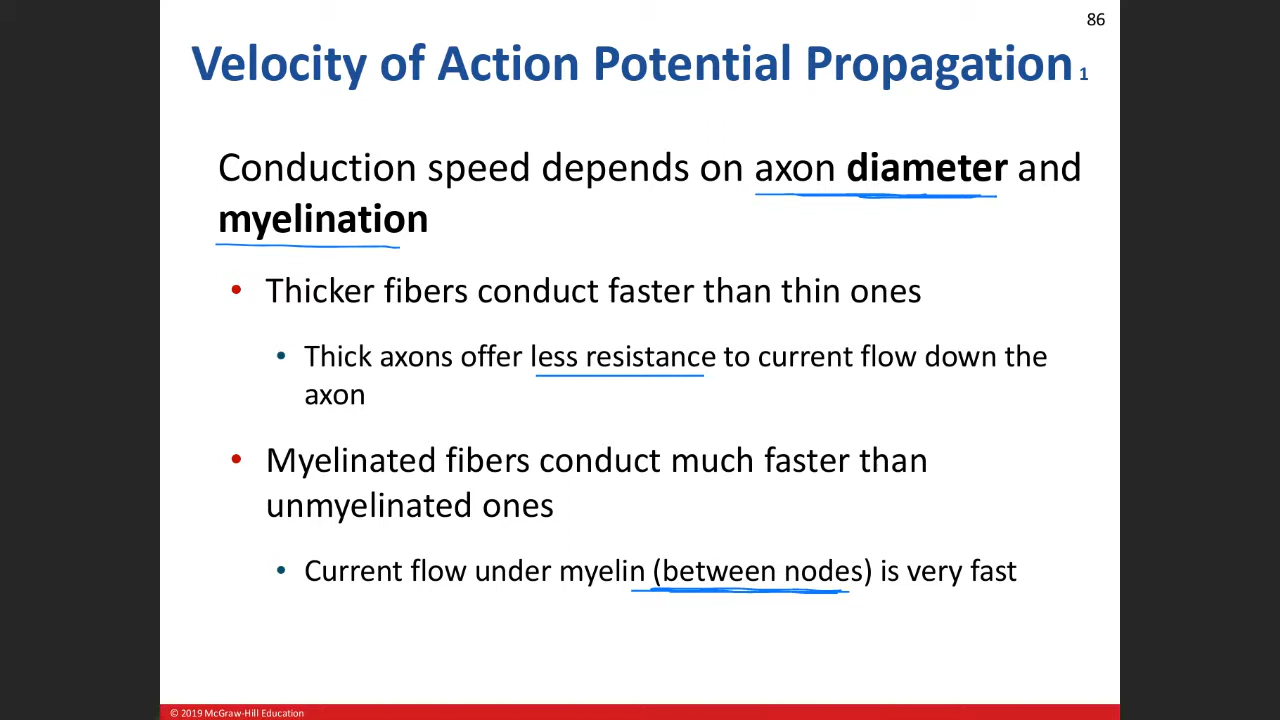 86
Velocity of Action Potential Propagation 1
Conduction speed depends on axon diameter and
myelination
• Thicker fibers conduct faster than thin ones
• Thick axons offer less resistance to current flow down the
axon
• Myelinated fibers conduct much faster than
unmyelinated ones
• Current flow under myelin (between nodes) is very fast
© 2019 McGraw-Hill Education